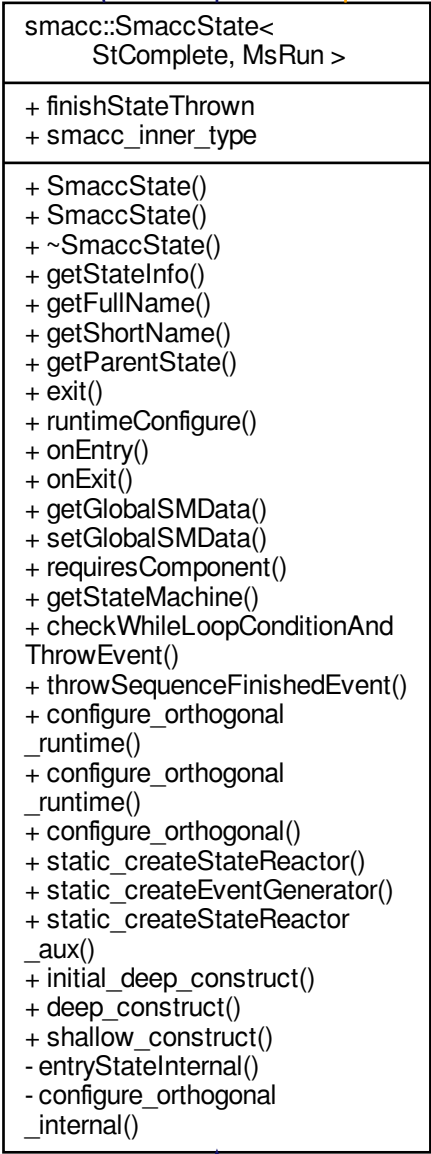 smacc::SmaccState<
StComplete, MsRun >
+ finishStateThrown
+ smacc_inner_type
+ SmaccState()
+ SmaccState()
+ ~SmaccState()
+ getStateInfo()
+ getFullName()
+ getShortName()
+ getParentState()
+ exit()
+ runtimeConfigure()
+ onEntry()
+ onExit()
+ getGlobalSMData()
+ setGlobalSMData()
+ requiresComponent()
+ getStateMachine()
+ checkWhileLoopConditionAnd
ThrowEvent()
+ throwSequenceFinishedEvent()
+ configure_orthogonal
_runtime()
+ configure_orthogonal
_runtime()
+ configure_orthogonal()
+ static_createStateReactor()
+ static_createEventGenerator()
+ static_createStateReactor
_aux()
+ initial_deep_construct()
+ deep_construct()
+ shallow_construct()
- entryStateInternal()
- configure_orthogonal
_internal()